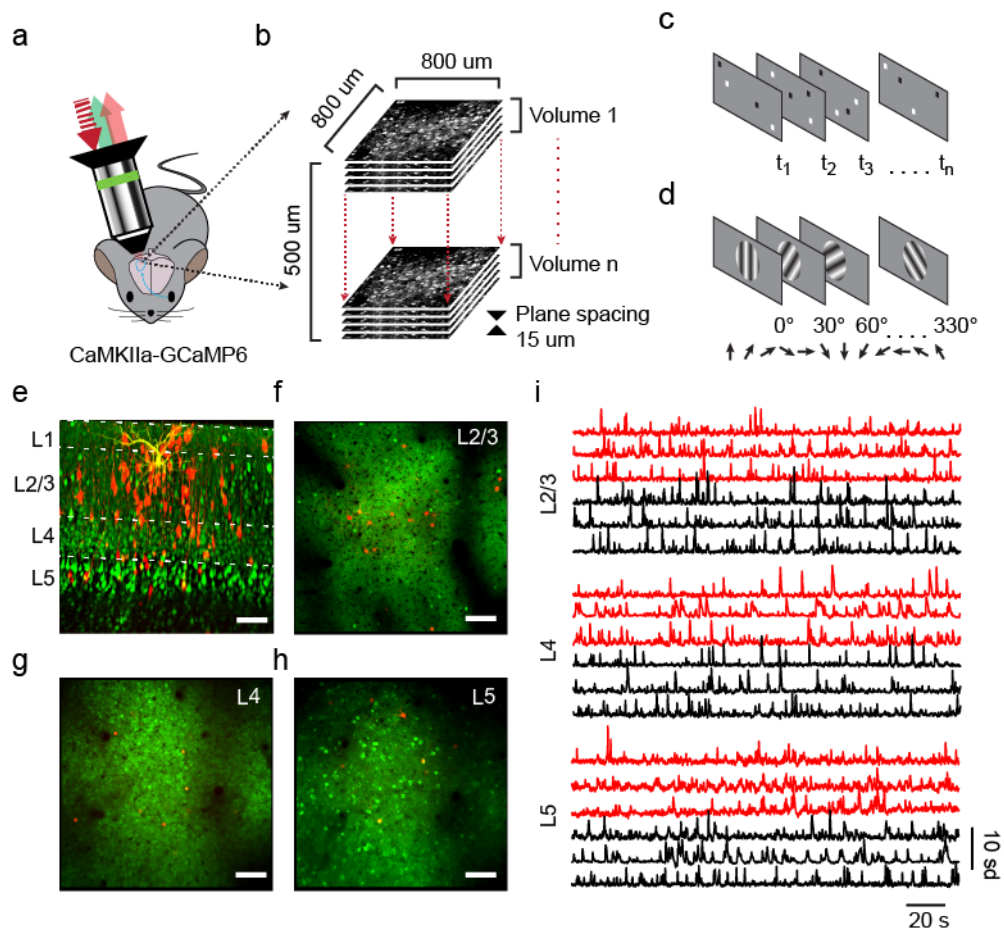 a
CaMKIIa-GCaMP6
b
800 um
800 um
500 um
Volume 1
Volume n
Plane spacing
15 um
c
t1 t2 t3 . . . . tn
d
0° 30° 60° . . . . . 330°
e
L1
L2/3
L4
L5
f
L2/3
g
L4
h
L5
i
L2/3
L4
L5
10 sd
20 s